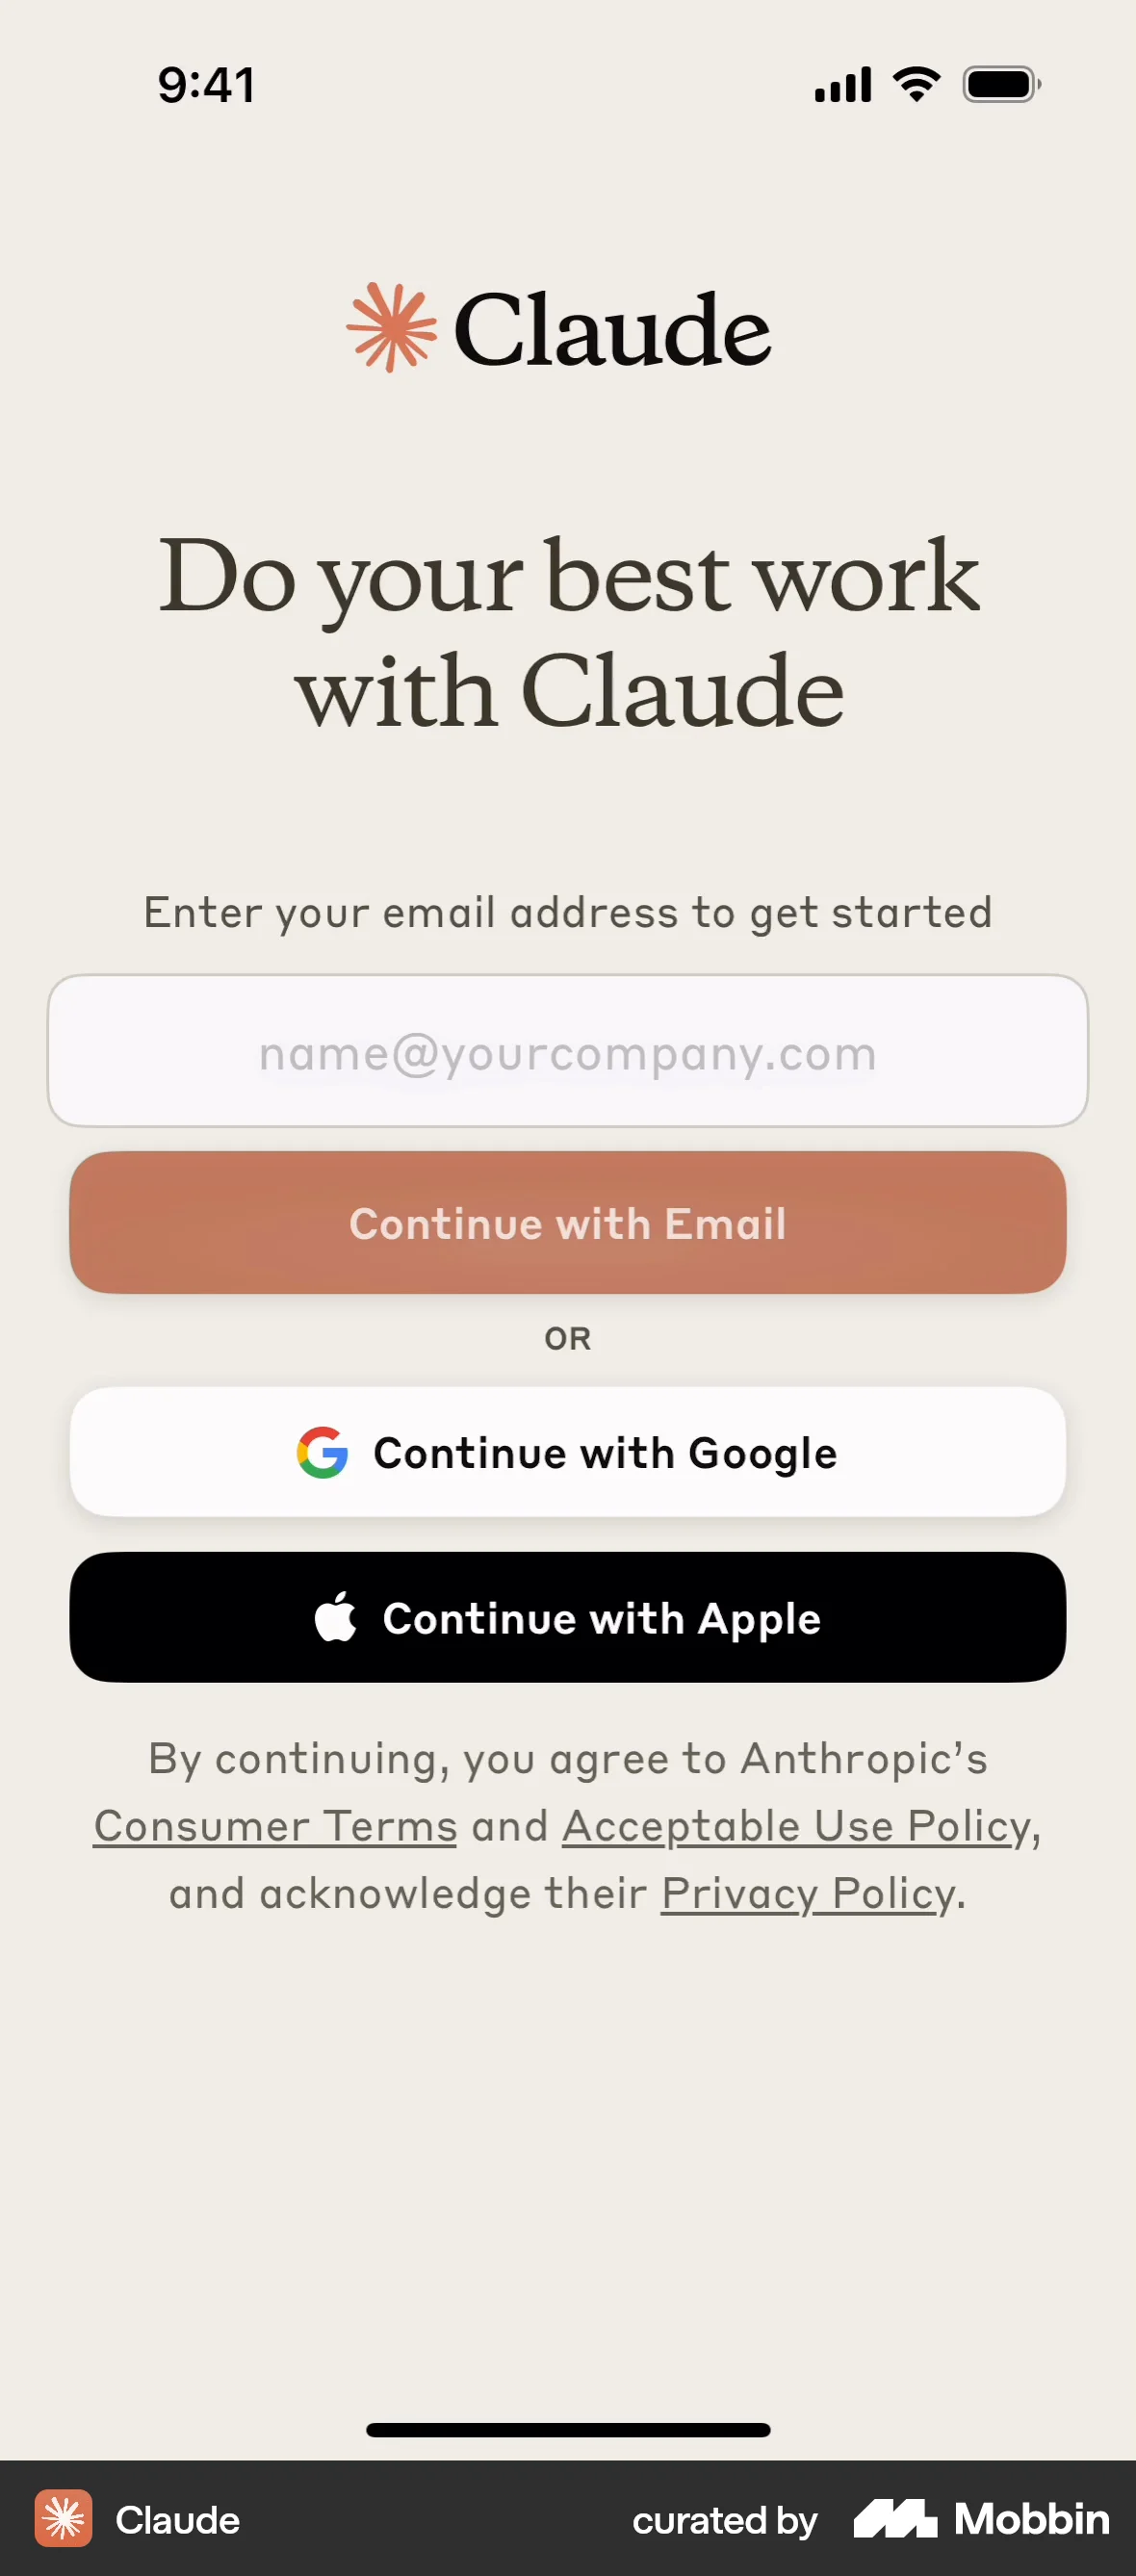 9:41
Claude
Do your best work
with Claude
Enter your email address to get started
name@yourcompany.com
Continue with Email
OR
Continue with Google
Continue with Apple
By continuing, you agree to Anthropic’s
Consumer Terms and Acceptable Use Policy,
and acknowledge their Privacy Policy.
Claude
curated by Mobbin